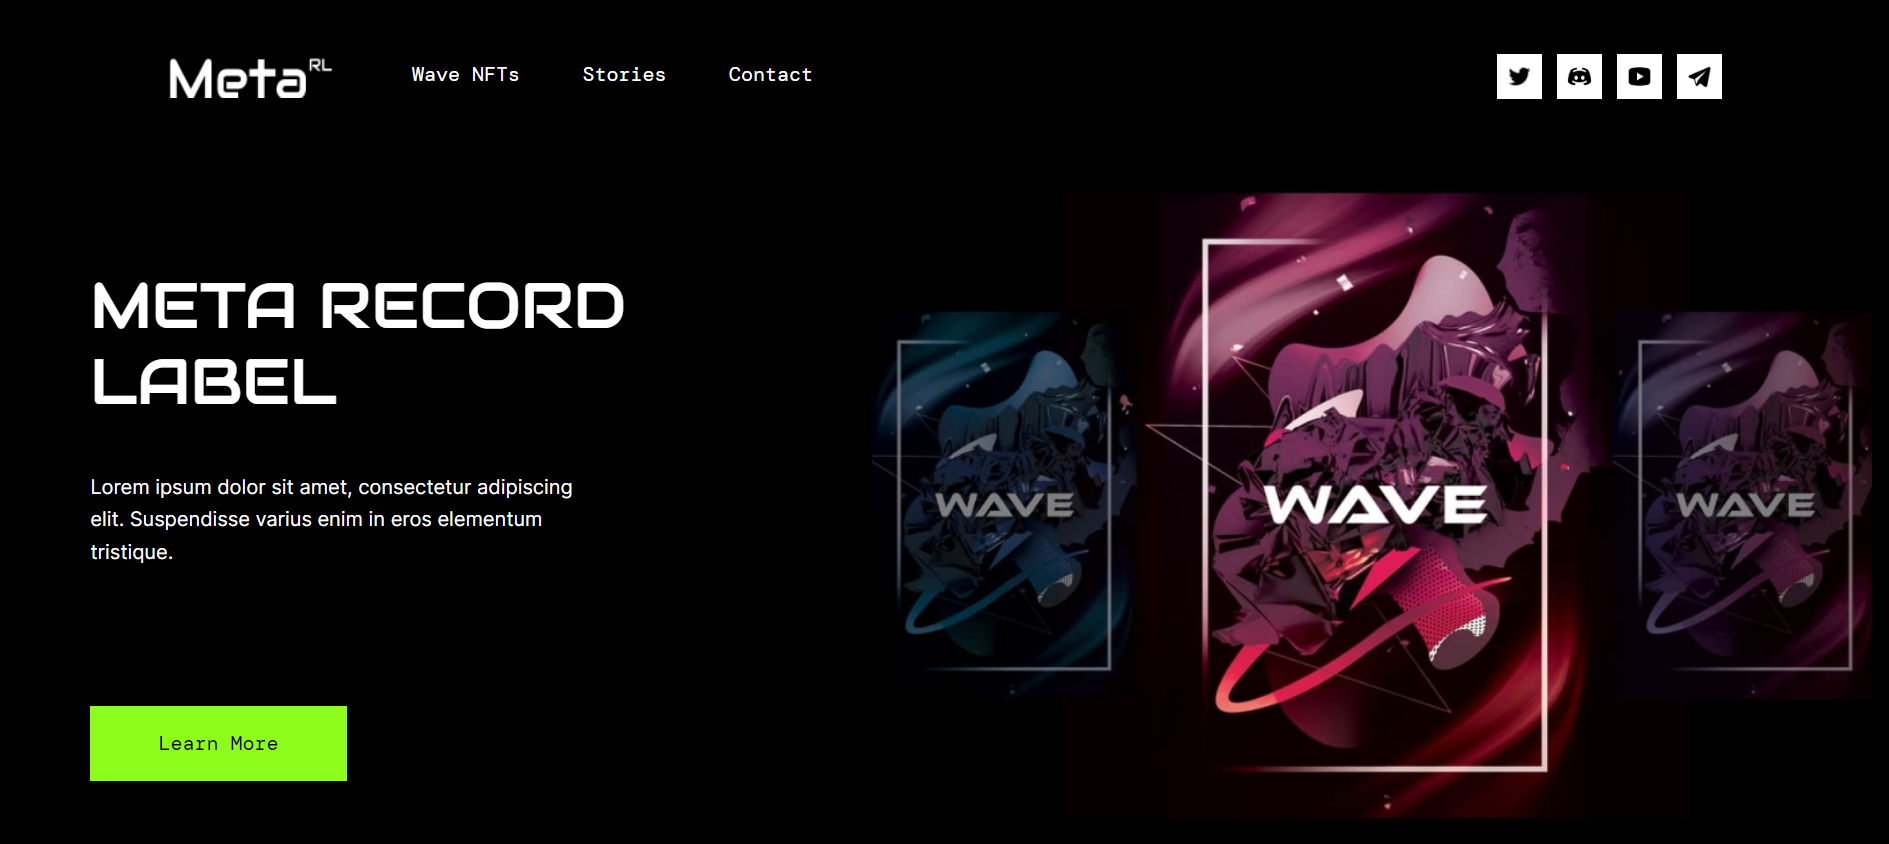 Meta RL
Wave NFTs
Stories
Contact
META RECORD
LABEL
Lorem ipsum dolor sit amet, consectetur adipiscing
elit. Suspendisse varius enim in eros elementum
tristique.
Learn More
WAVE
WAVE
WAVE